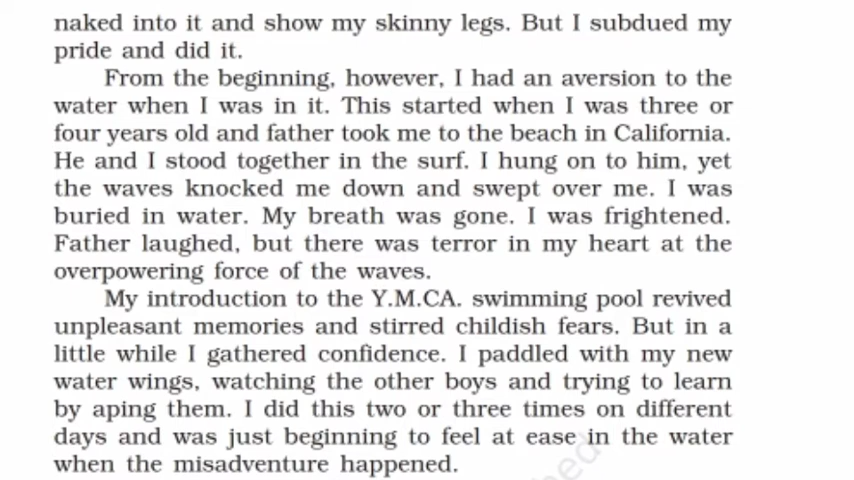 naked into it and show my skinny legs. But I subdued my
pride and did it.
From the beginning, however, I had an aversion to the
water when I was in it. This started when I was three or
four years old and father took me to the beach in California.
He and I stood together in the surf. I hung on to him, yet
the waves knocked me down and swept over me. I was
buried in water. My breath was gone. I was frightened.
Father laughed, but there was terror in my heart at the
overpowering force of the waves.
My introduction to the Y.M.CA. swimming pool revived
unpleasant memories and stirred childish fears. But in a
little while I gathered confidence. I paddled with my new
water wings, watching the other boys and trying to learn
by aping them. I did this two or three times on different
days and was just beginning to feel at ease in the water
when the misadventure happened.